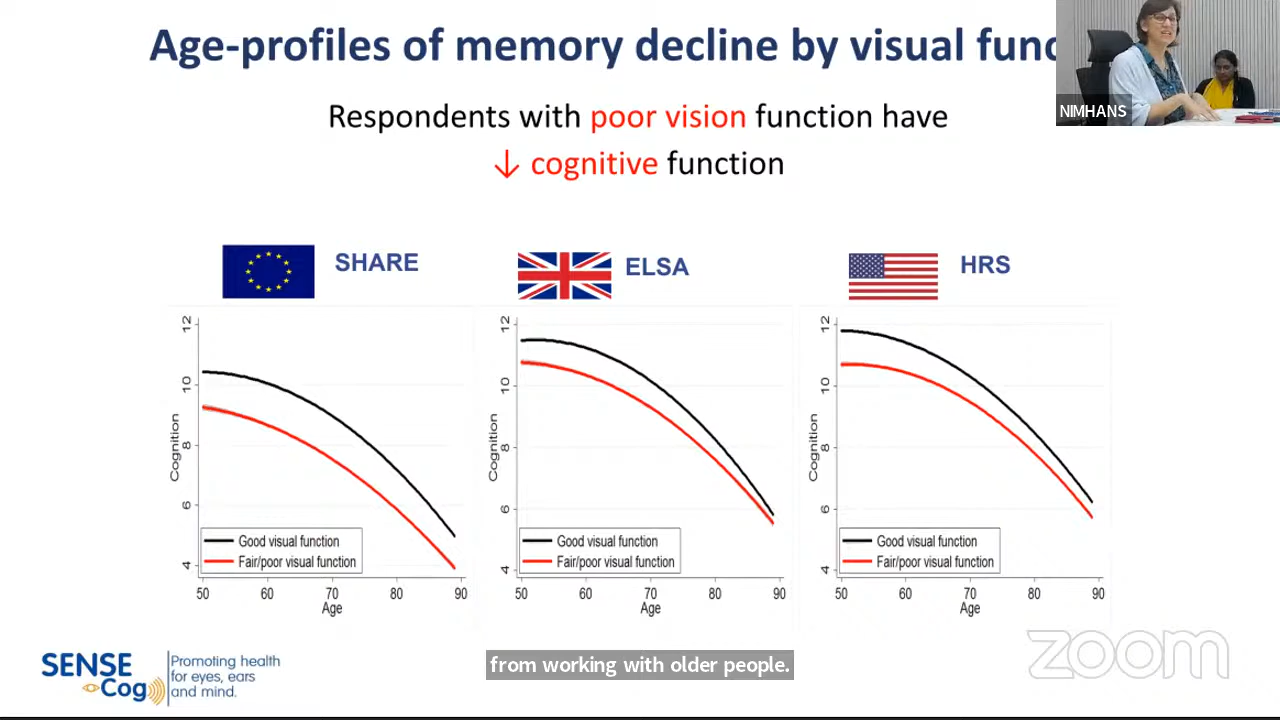 Age-profiles of memory decline by visual func
NIMHANS
Respondents with poor vision function have
↓ cognitive function
SHARE
ELSA
HRS
12
10
8
6
4
Cognition
Good visual function
Fair/poor visual function
50 60 70 80 90
Age
12
10
8
6
4
Cognition
Good visual function
Fair/poor visual function
50 60 70 80 90
Age
12
10
8
6
4
Cognition
Good visual function
Fair/poor visual function
50 60 70 80 90
Age
SENSE
Cog
Promoting health
for eyes, ears
and mind.
from working with older people.
zoom